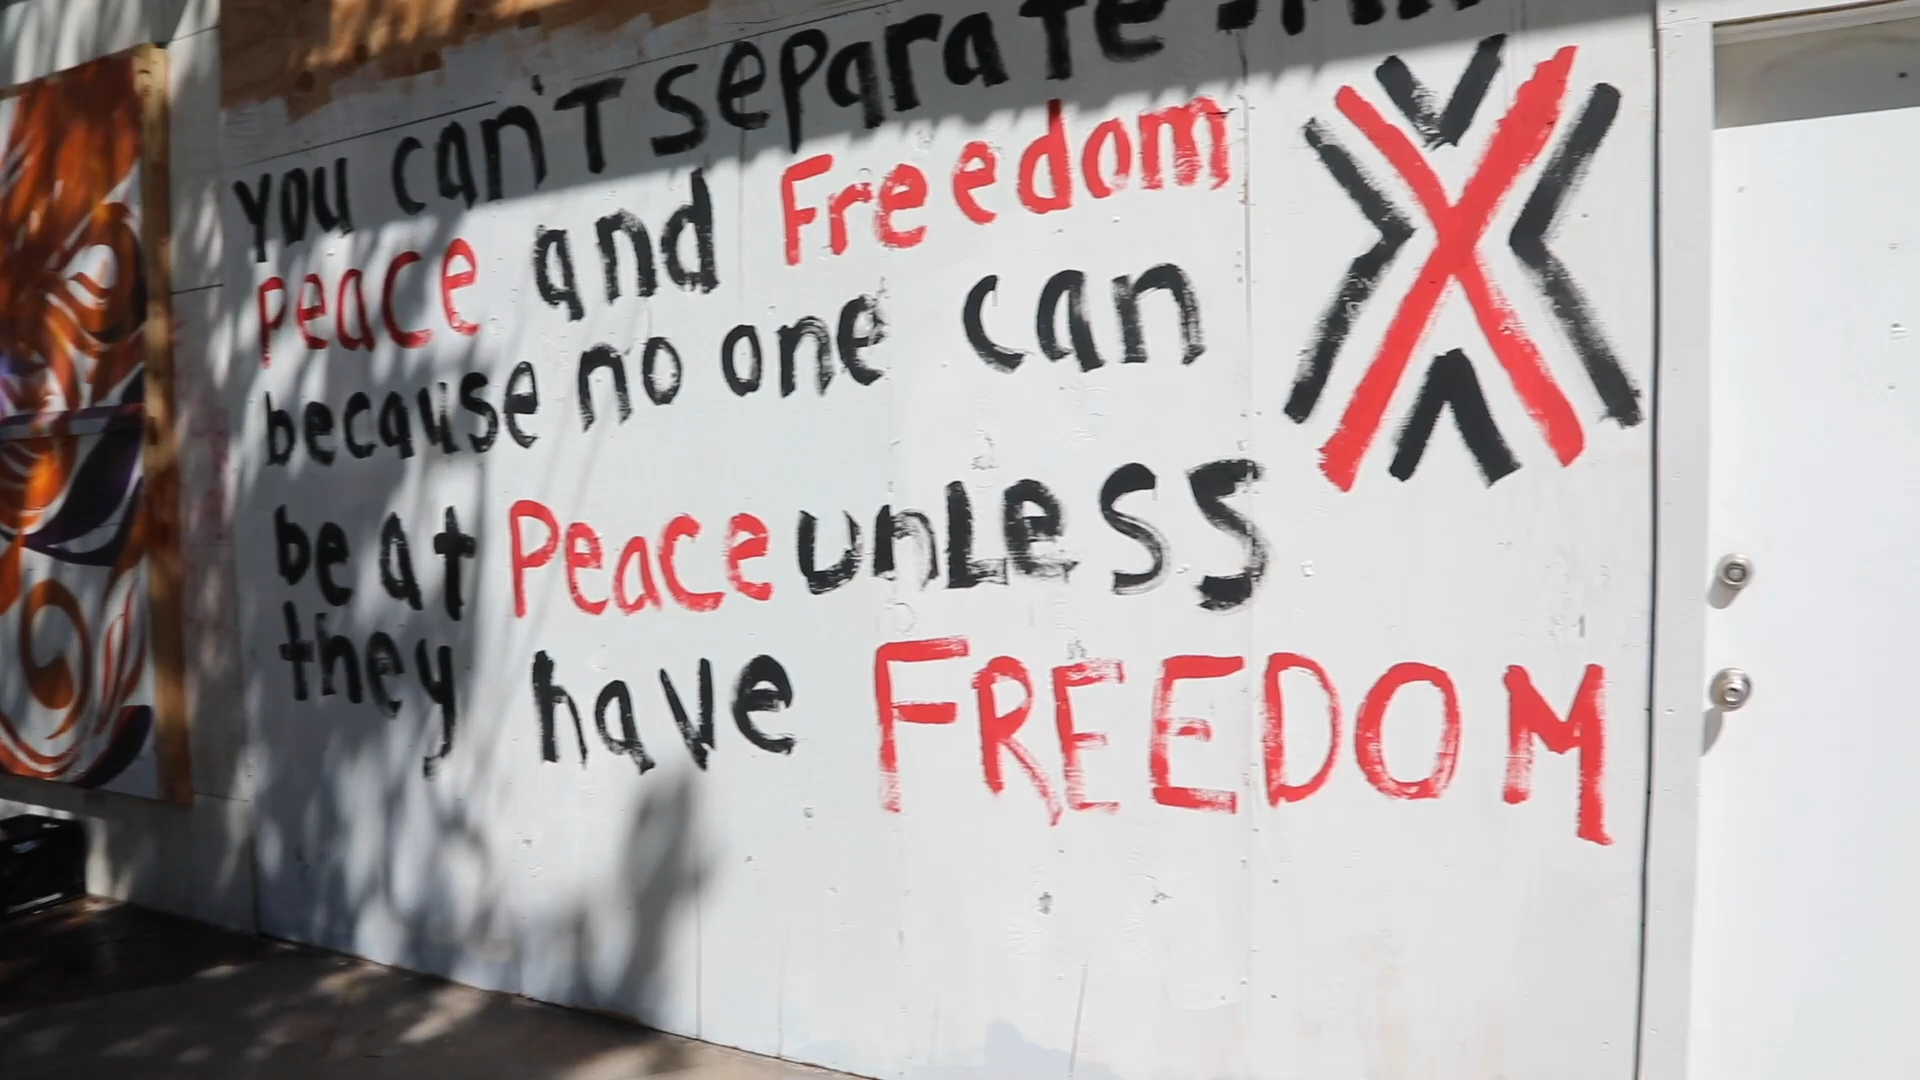 you can't separate
Peace and Freedom
because no one can
be at Peace unless
they have FREEDOM
X